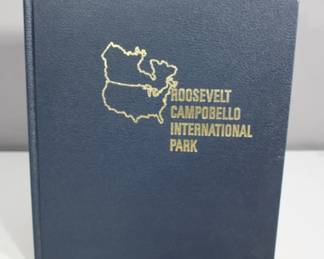 ROOSEVELT
CAMPOBELLO
INTERNATIONAL
PARK